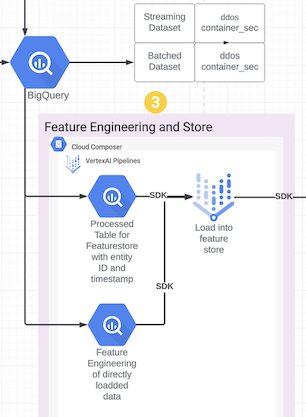 Streaming
Dataset
ddos
container_sec
Batched
Dataset
ddos
container_sec
BigQuery
3
Feature Engineering and Store
Cloud Composer
VertexAI Pipelines
SDK
SDK
Processed
Table for
Featurestore
with entity
ID and
timestamp
Load into
feature
store
SDK
Feature
Engineering
of directly
loadded
data